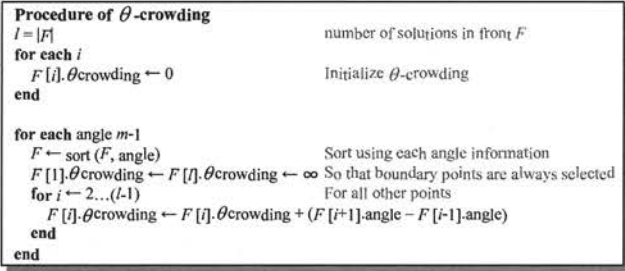 Procedure of θ-crowding
l = |F| number of solutions in front F
for each i
F [i].θcrowding ← 0 Initialize θ-crowding
end
for each angle m-1
F ← sort (F, angle) Sort using each angle information
F [1].θcrowding ← F [l].θcrowding ← ∞ So that boundary points are always selected
for i ← 2…(l-1) For all other points
F [i].θcrowding ← F [i].θcrowding + (F [i+1].angle – F [i-1].angle)
end
end